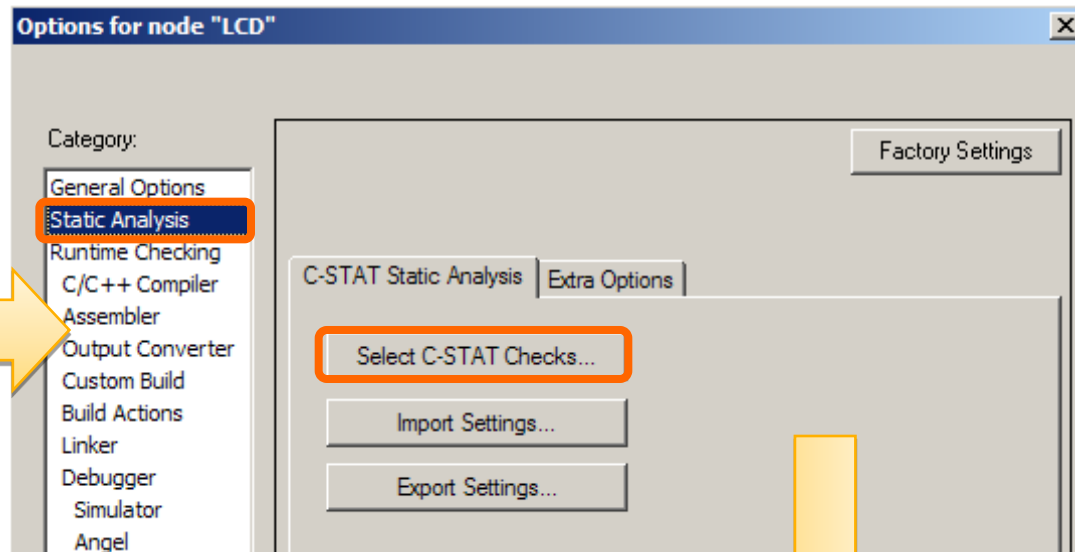 Options for node "LCD"
Category:
Factory Settings
General Options
Static Analysis
Runtime Checking
C/C++ Compiler
Assembler
Output Converter
Custom Build
Build Actions
Linker
Debugger
Simulator
Angel
C-STAT Static Analysis
Extra Options
Select C-STAT Checks...
Import Settings...
Export Settings...